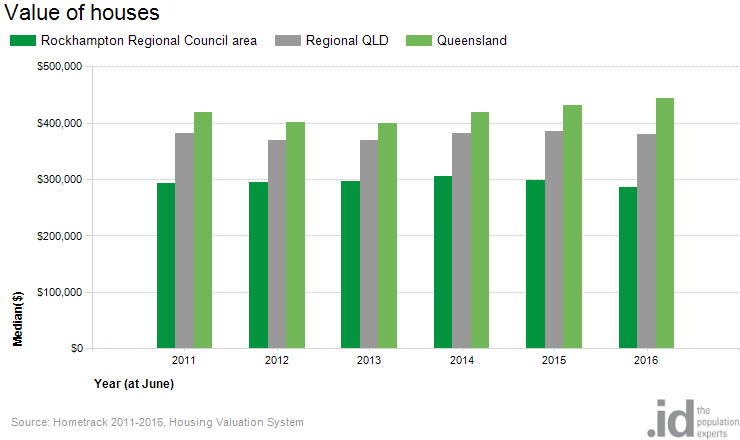 Value of houses
Rockhampton Regional Council area Regional QLD Queensland
$500,000
$400,000
$300,000
$200,000
$100,000
$0
Median($)
2011 2012 2013 2014 2015 2016
Year (at June)
Source: Hometrack 2011-2016, Housing Valuation System
.id the
population
experts